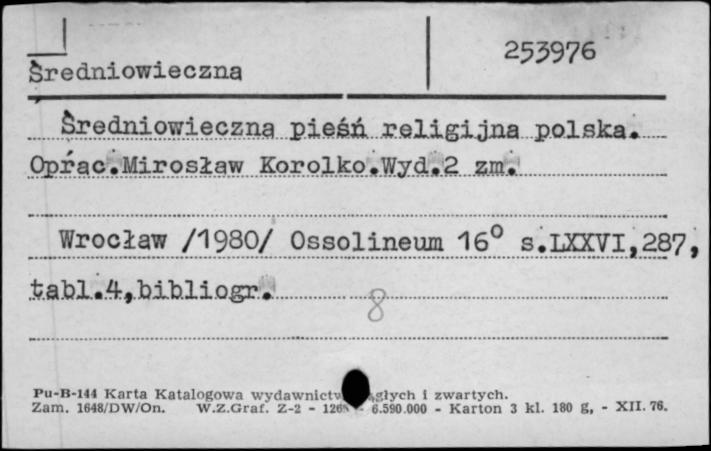 253976
Średniowieczna
Średniowieczna pieśń religijna polska.
Oprac.Mirosław Korolko.Wyd.2 zm.
Wrocław /1980/ Ossolineum 16° s.LXXVI,287,
tabl.4,bibliogr.
8
Pu-B-144 Karta Katalogowa i zwartych.
Zam. 1648/DW/On. W.Z.Graf. Z-2 - 6.590.000 - Karton 3 kl. 180 g, - XII. 76.